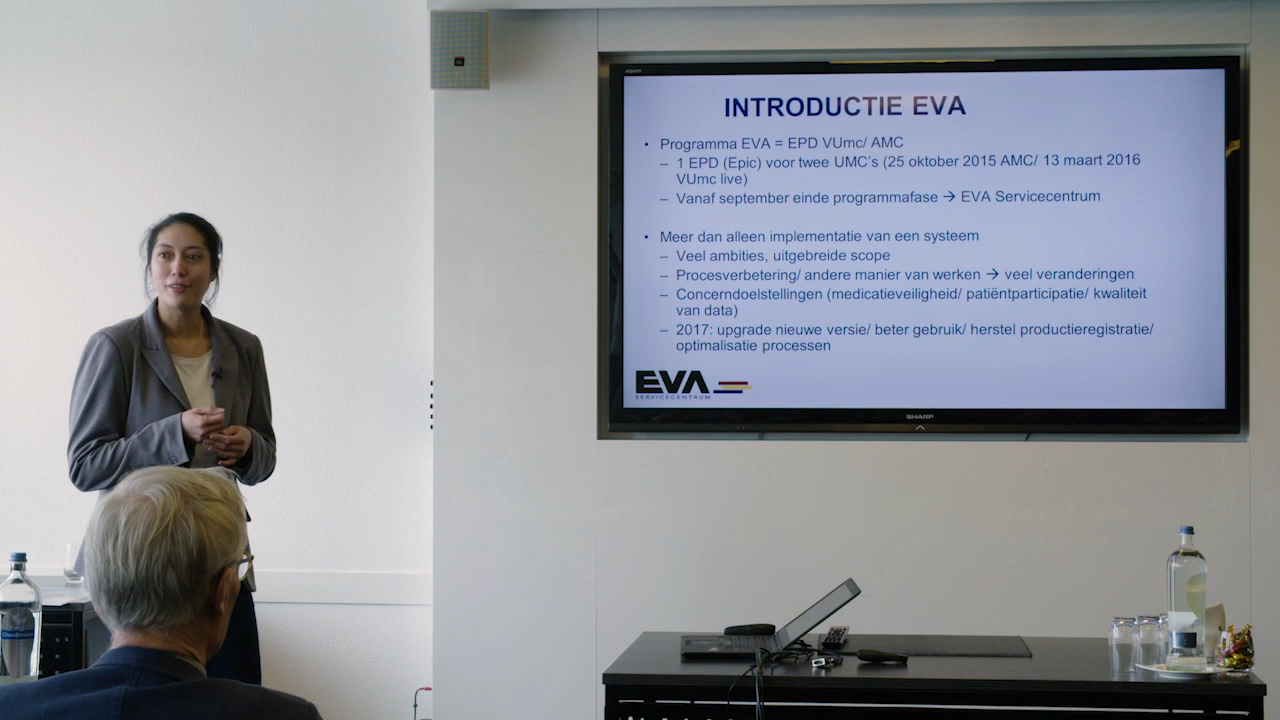 INTRODUCTIE EVA
• Programma EVA = EPD VUmc/ AMC
– 1 EPD (Epic) voor twee UMC's (25 oktober 2015 AMC/ 13 maart 2016
VUmc live)
– Vanaf september einde programmafase → EVA Servicecentrum
• Meer dan alleen implementatie van een systeem
– Veel ambities, uitgebreide scope
– Procesverbetering/ andere manier van werken → veel veranderingen
– Concerndoelstellingen (medicatieveiligheid/ patiëntparticipatie/ kwaliteit
van data)
– 2017: upgrade nieuwe versie/ beter gebruik/ herstel productieregistratie/
optimalisatie processen
EVA
SERVICECENTRUM
SHARP